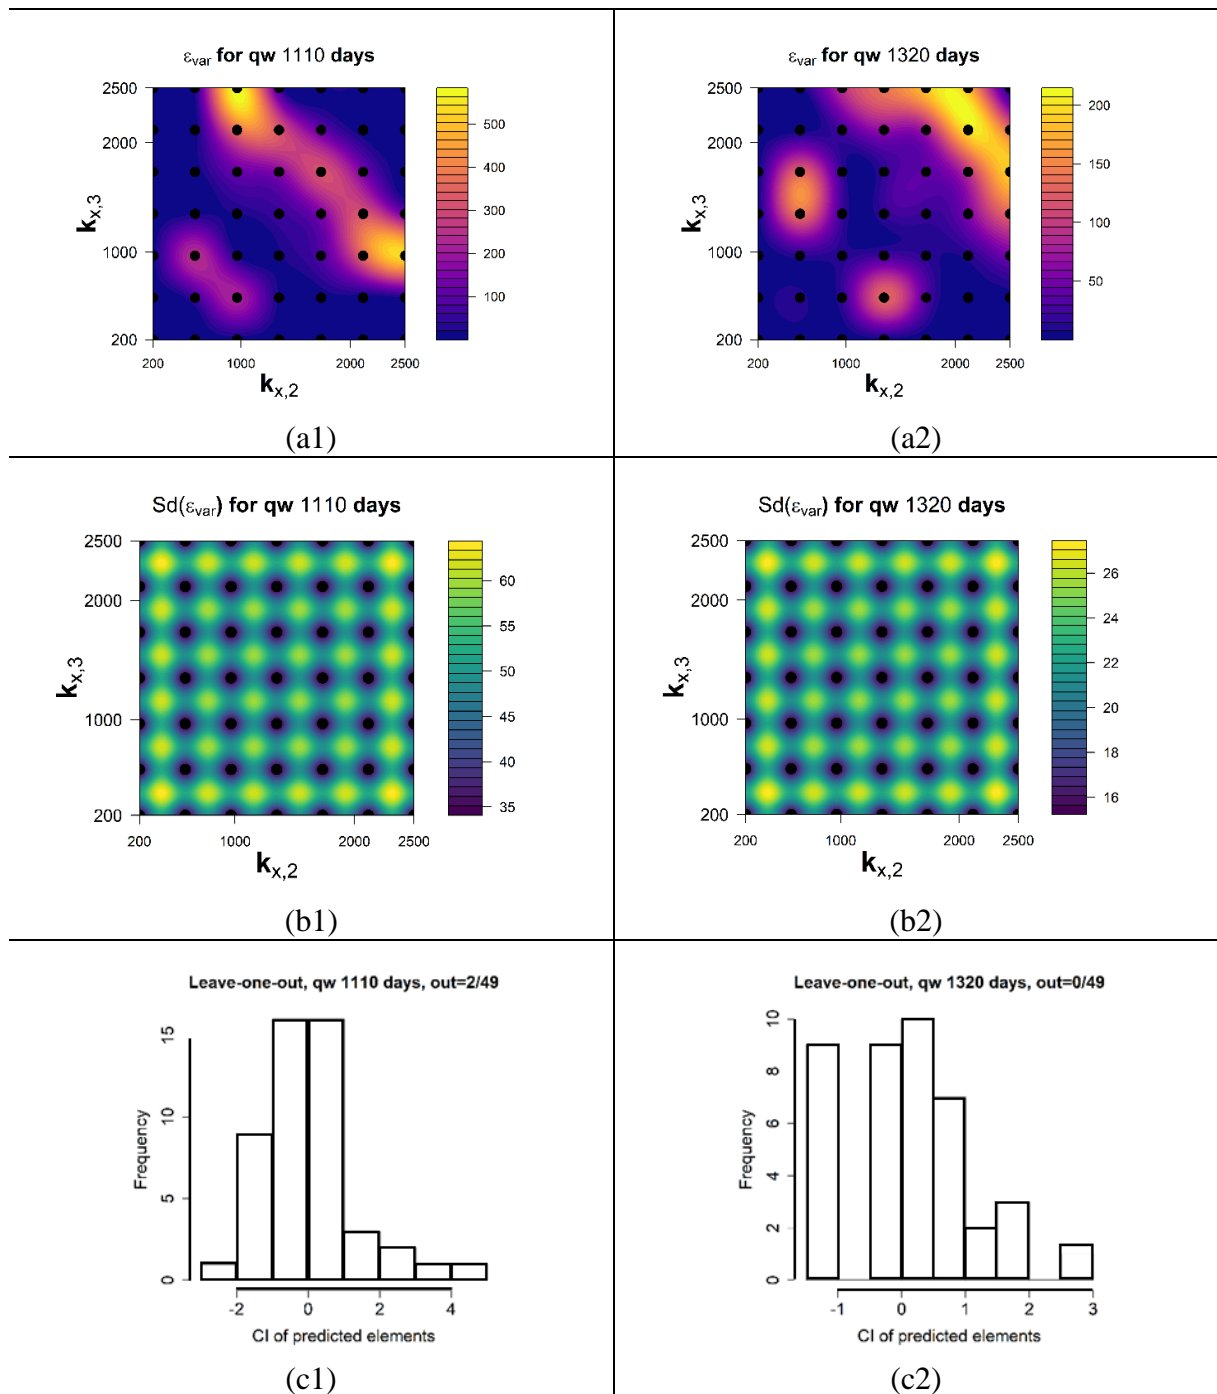 εvar for qw 1110 days
2500
2000
1000
200
kx,3
200 1000 2000 2500
kx,2
500
400
300
200
100
(a1)
εvar for qw 1320 days
2500
2000
1000
200
kx,3
200 1000 2000 2500
kx,2
200
150
100
50
(a2)
Sd(εvar) for qw 1110 days
2500
2000
1000
200
kx,3
200 1000 2000 2500
kx,2
60
55
50
45
40
35
(b1)
Sd(εvar) for qw 1320 days
2500
2000
1000
200
kx,3
200 1000 2000 2500
kx,2
26
24
22
20
18
16
(b2)
Leave-one-out, qw 1110 days, out=2/49
15
10
5
0
Frequency
-2 0 2 4
CI of predicted elements
(c1)
Leave-one-out, qw 1320 days, out=0/49
10
8
6
4
2
0
Frequency
-1 0 1 2 3
CI of predicted elements
(c2)